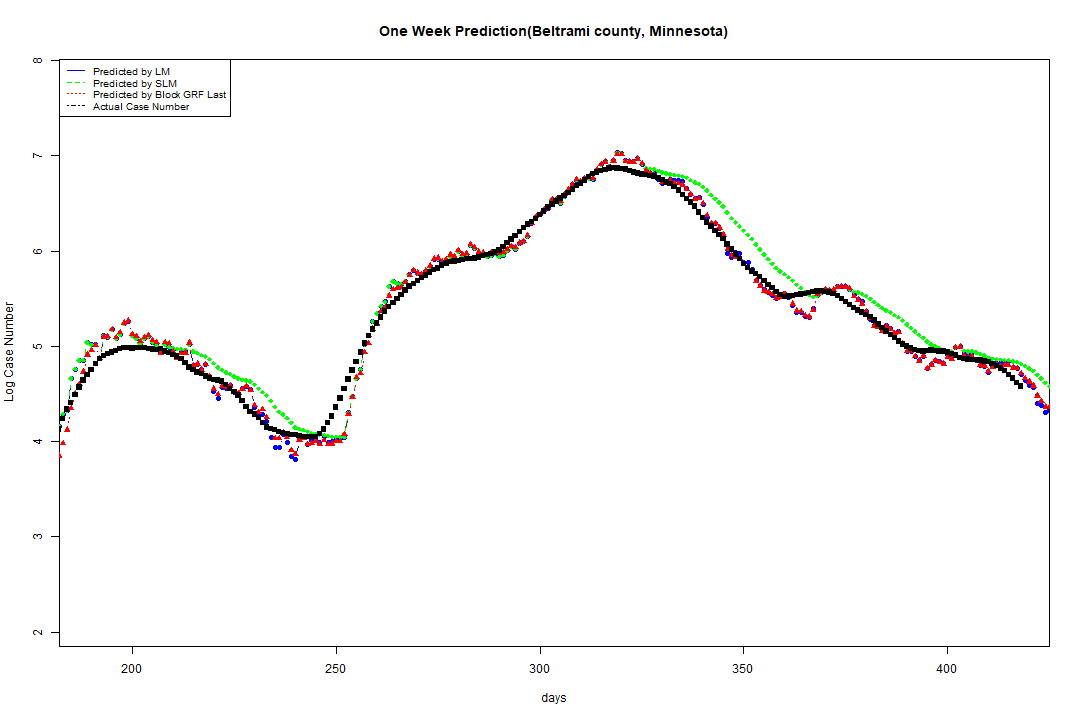 One Week Prediction(Beltrami county, Minnesota)
Predicted by LM
Predicted by SLM
Predicted by Block GRF Last
Actual Case Number
8
7
6
5
4
3
2
Log Case Number
200 250 300 350 400
days